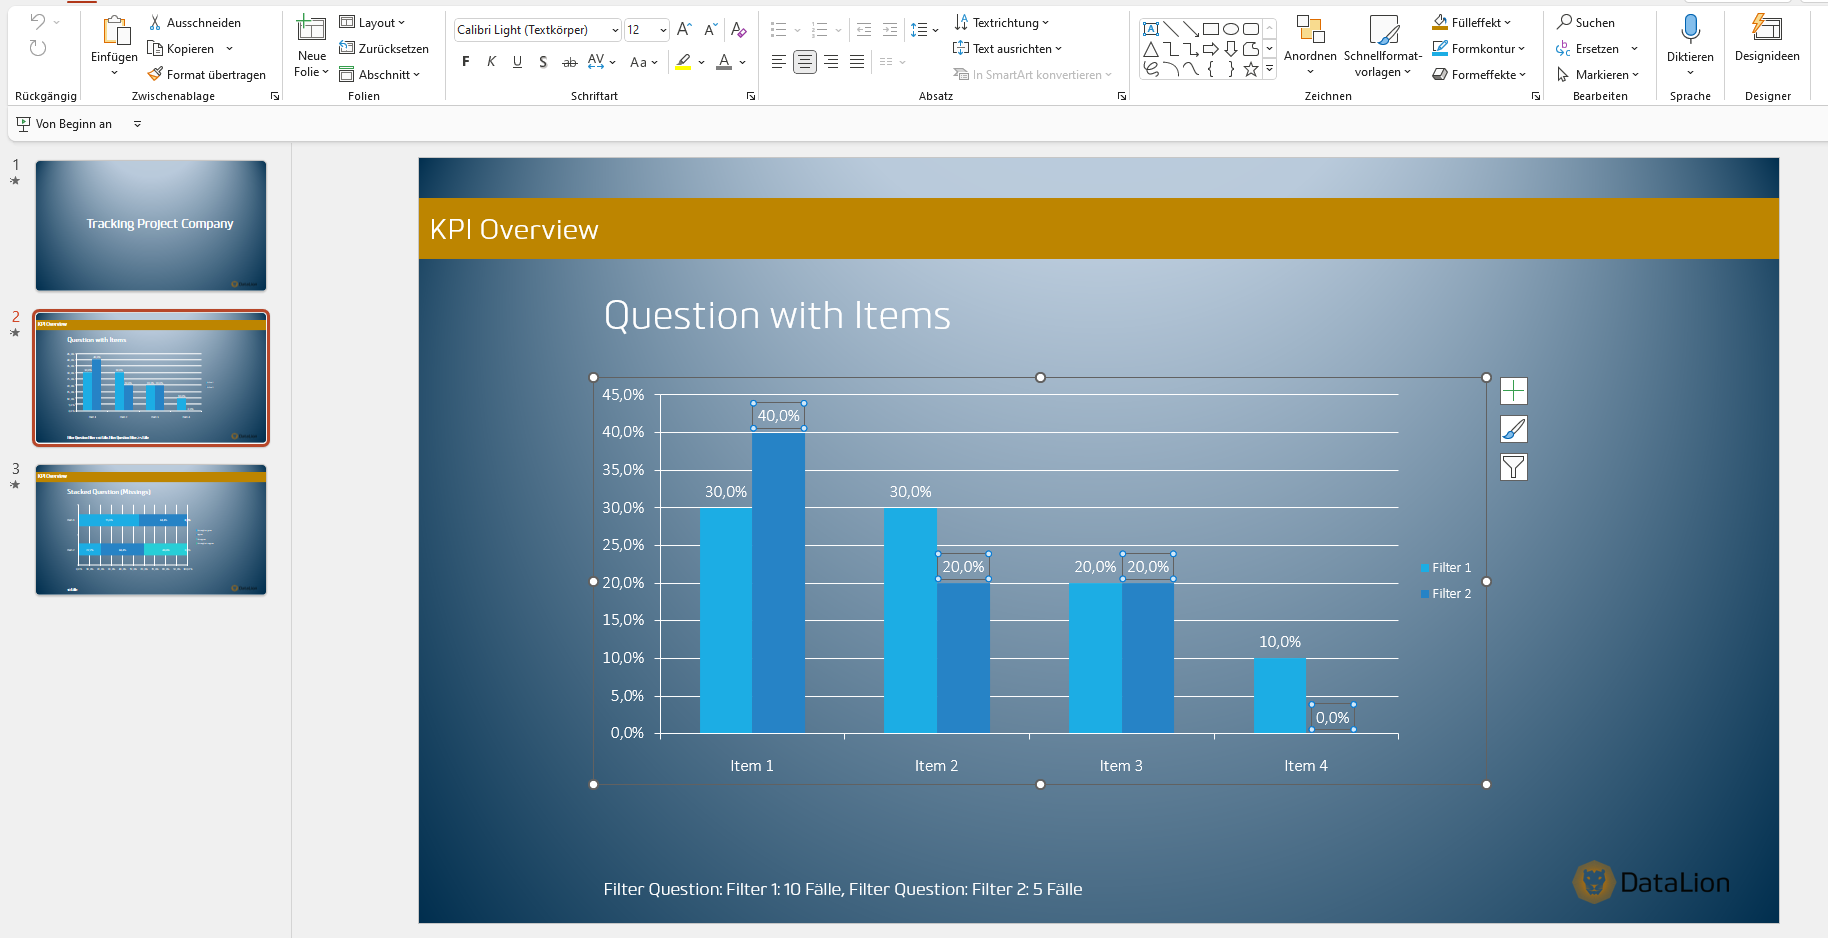 Ausschneiden
Kopieren
Format übertragen
Einfügen
Rückgängig
Zwischenablage
Neue
Folie
Layout
Zurücksetzen
Abschnitt
Folien
Calibri Light (Textkörper)
12
F K U S ab AV Aa A
Schriftart
Textrichtung
Text ausrichten
In SmartArt konvertieren
Absatz
Anordnen
Schnellformat-
vorlagen
Fülleffekt
Formkontur
Formeffekte
Zeichnen
Suchen
Ersetzen
Markieren
Bearbeiten
Diktieren
Sprache
Designideen
Designer
Von Beginn an
1
Tracking Project Company
2
KPI Overview
Question with Items
3
KPI Overview
Stacked Question (Missings)
KPI Overview
Question with Items
45,0%
40,0%
35,0%
30,0%
25,0%
20,0%
15,0%
10,0%
5,0%
0,0%
30,0%
40,0%
30,0%
20,0%
20,0%
20,0%
10,0%
0,0%
Item 1
Item 2
Item 3
Item 4
Filter 1
Filter 2
Filter Question: Filter 1: 10 Fälle, Filter Question: Filter 2: 5 Fälle
DataLion